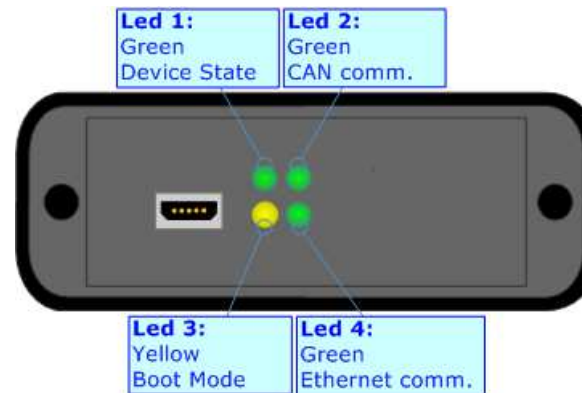 Led 1:
Green
Device State
Led 2:
Green
CAN comm.
Led 3:
Yellow
Boot Mode
Led 4:
Green
Ethernet comm.